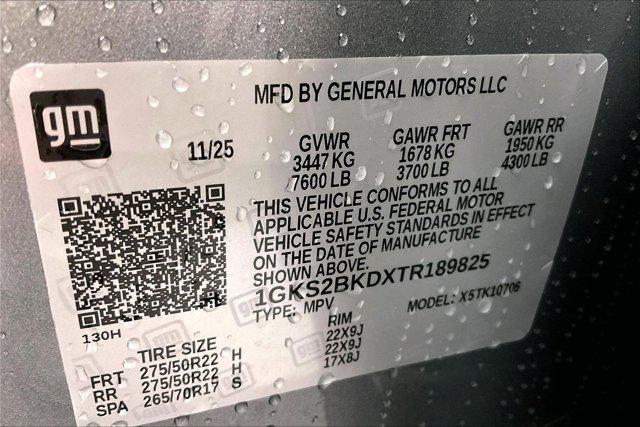 gm
MFD BY GENERAL MOTORS LLC
11/25 GVWR GAWR FRT GAWR RR
3447 KG 1678 KG 1950 KG
7600 LB 3700 LB 4300 LB
THIS VEHICLE CONFORMS TO ALL
APPLICABLE U.S. FEDERAL MOTOR
VEHICLE SAFETY STANDARDS IN EFFECT
ON THE DATE OF MANUFACTURE
SHOWN ABOVE.
1GKS2BKDXTR189825
TYPE: MPV MODEL: X5TK10706
130H
TIRE SIZE RIM
FRT 275/50R22 H 22X9J
RR 275/50R22 H 22X9J
SPA 265/70R17 S 17X8J